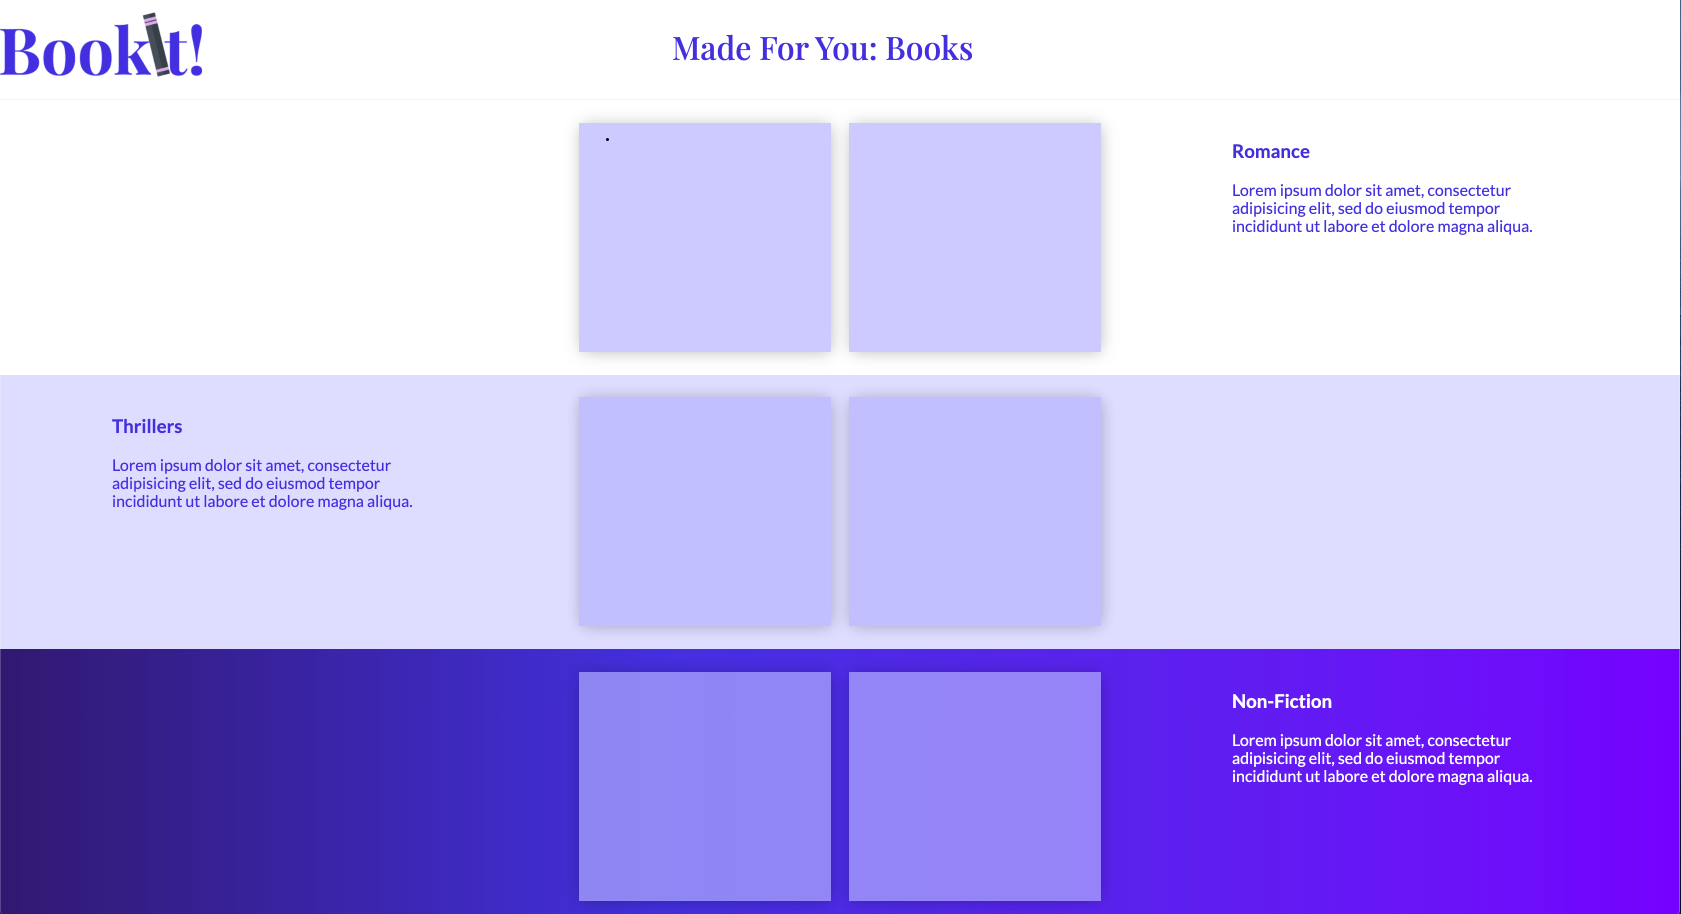 BookIt!
Made For You: Books
Romance
Lorem ipsum dolor sit amet, consectetur
adipisicing elit, sed do eiusmod tempor
incididunt ut labore et dolore magna aliqua.
Thrillers
Lorem ipsum dolor sit amet, consectetur
adipisicing elit, sed do eiusmod tempor
incididunt ut labore et dolore magna aliqua.
Non-Fiction
Lorem ipsum dolor sit amet, consectetur
adipisicing elit, sed do eiusmod tempor
incididunt ut labore et dolore magna aliqua.